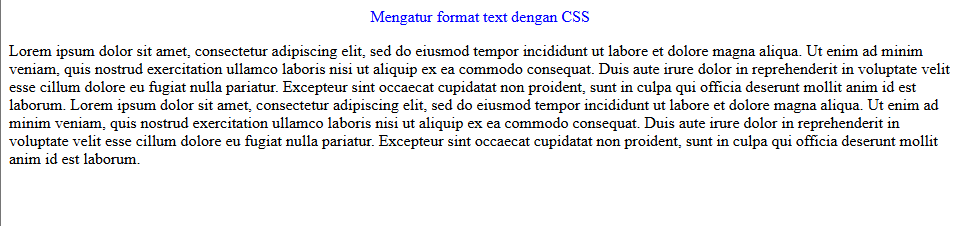 Mengatur format text dengan CSS
Lorem ipsum dolor sit amet, consectetur adipiscing elit, sed do eiusmod tempor incididunt ut labore et dolore magna aliqua. Ut enim ad minim
veniam, quis nostrud exercitation ullamco laboris nisi ut aliquip ex ea commodo consequat. Duis aute irure dolor in reprehenderit in voluptate velit
esse cillum dolore eu fugiat nulla pariatur. Excepteur sint occaecat cupidatat non proident, sunt in culpa qui officia deserunt mollit anim id est
laborum. Lorem ipsum dolor sit amet, consectetur adipiscing elit, sed do eiusmod tempor incididunt ut labore et dolore magna aliqua. Ut enim ad
minim veniam, quis nostrud exercitation ullamco laboris nisi ut aliquip ex ea commodo consequat. Duis aute irure dolor in reprehenderit in
voluptate velit esse cillum dolore eu fugiat nulla pariatur. Excepteur sint occaecat cupidatat non proident, sunt in culpa qui officia deserunt mollit
anim id est laborum.